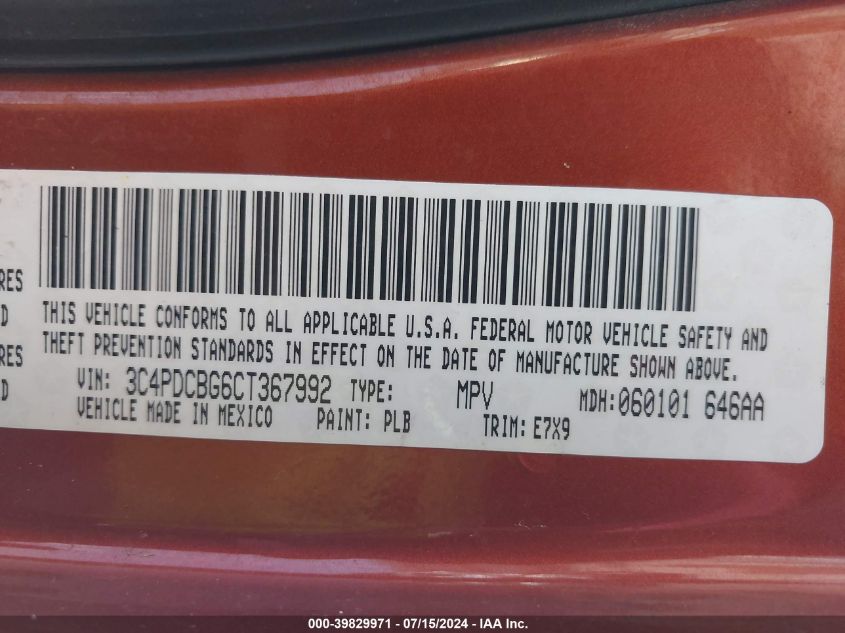 RES
D
RES
D
THIS VEHICLE CONFORMS TO ALL APPLICABLE U.S.A. FEDERAL MOTOR VEHICLE SAFETY AND
THEFT PREVENTION STANDARDS IN EFFECT ON THE DATE OF MANUFACTURE SHOWN ABOVE.
VIN: 3C4PDCBG6CT367992 TYPE: MPV MDH:060101 646AA
VEHICLE MADE IN MEXICO PAINT: PLB TRIM: E7X9
000-39829971 - 07/15/2024 - IAA Inc.